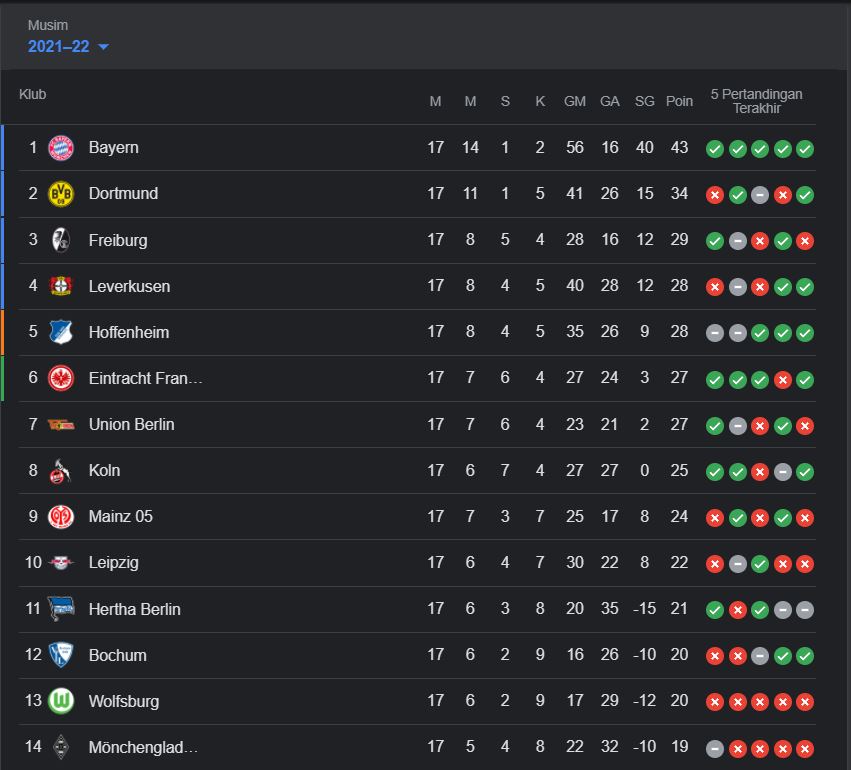 Musim
2021–22
Klub M M S K GM GA SG Poin 5 Pertandingan Terakhir
1 Bayern 17 14 1 2 56 16 40 43
2 Dortmund 17 11 1 5 41 26 15 34
3 Freiburg 17 8 5 4 28 16 12 29
4 Leverkusen 17 8 4 5 40 28 12 28
5 Hoffenheim 17 8 4 5 35 26 9 28
6 Eintracht Fran... 17 7 6 4 27 24 3 27
7 Union Berlin 17 7 6 4 23 21 2 27
8 Koln 17 6 7 4 27 27 0 25
9 Mainz 05 17 7 3 7 25 17 8 24
10 Leipzig 17 6 4 7 30 22 8 22
11 Hertha Berlin 17 6 3 8 20 35 -15 21
12 Bochum 17 6 2 9 16 26 -10 20
13 Wolfsburg 17 6 2 9 17 29 -12 20
14 Mönchenglad... 17 5 4 8 22 32 -10 19